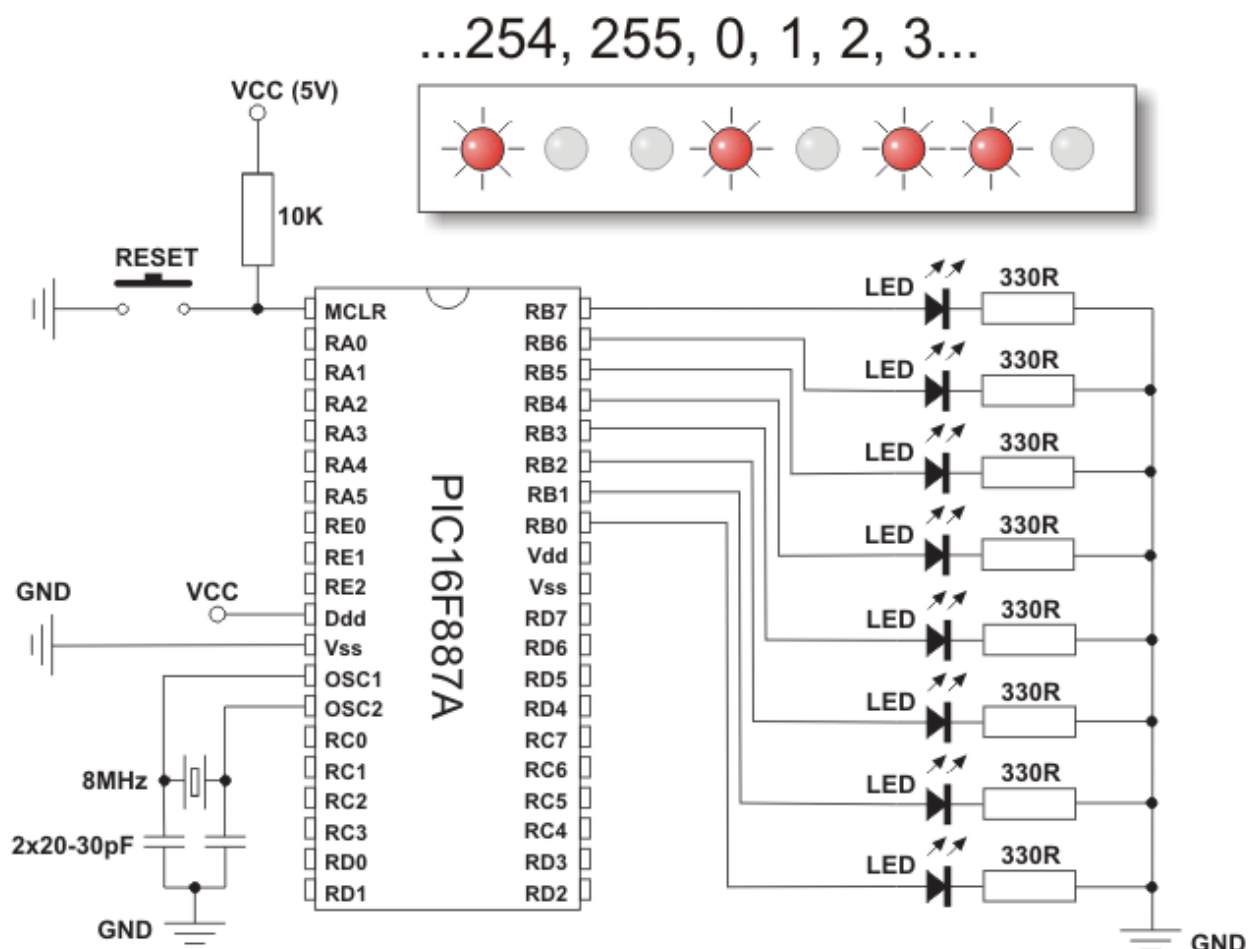 ...254, 255, 0, 1, 2, 3...
VCC (5V)
10K
RESET
MCLR
RA0
RA1
RA2
RA3
RA4
RA5
RE0
RE1
RE2
Ddd
Vss
OSC1
OSC2
RC0
RC1
RC2
RC3
RD0
RD1
PIC16F887A
RB7
RB6
RB5
RB4
RB3
RB2
RB1
RB0
Vdd
Vss
RD7
RD6
RD5
RD4
RC7
RC6
RC5
RC4
RD3
RD2
GND
VCC
8MHz
2x20-30pF
GND
LED 330R
LED 330R
LED 330R
LED 330R
LED 330R
LED 330R
LED 330R
LED 330R
GND